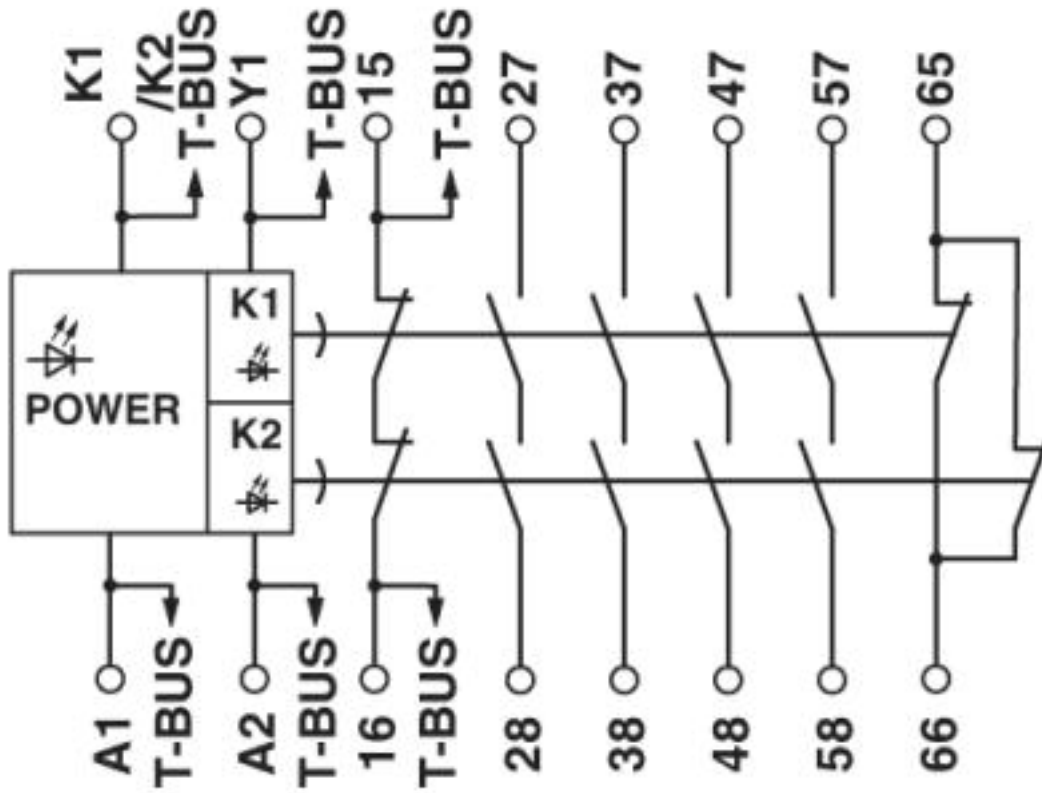 K1
/K2
T-BUS
Y1
T-BUS
15
T-BUS
27
37
47
57
65
K1
POWER
K2
A1
T-BUS
A2
T-BUS
16
T-BUS
28
38
48
58
66